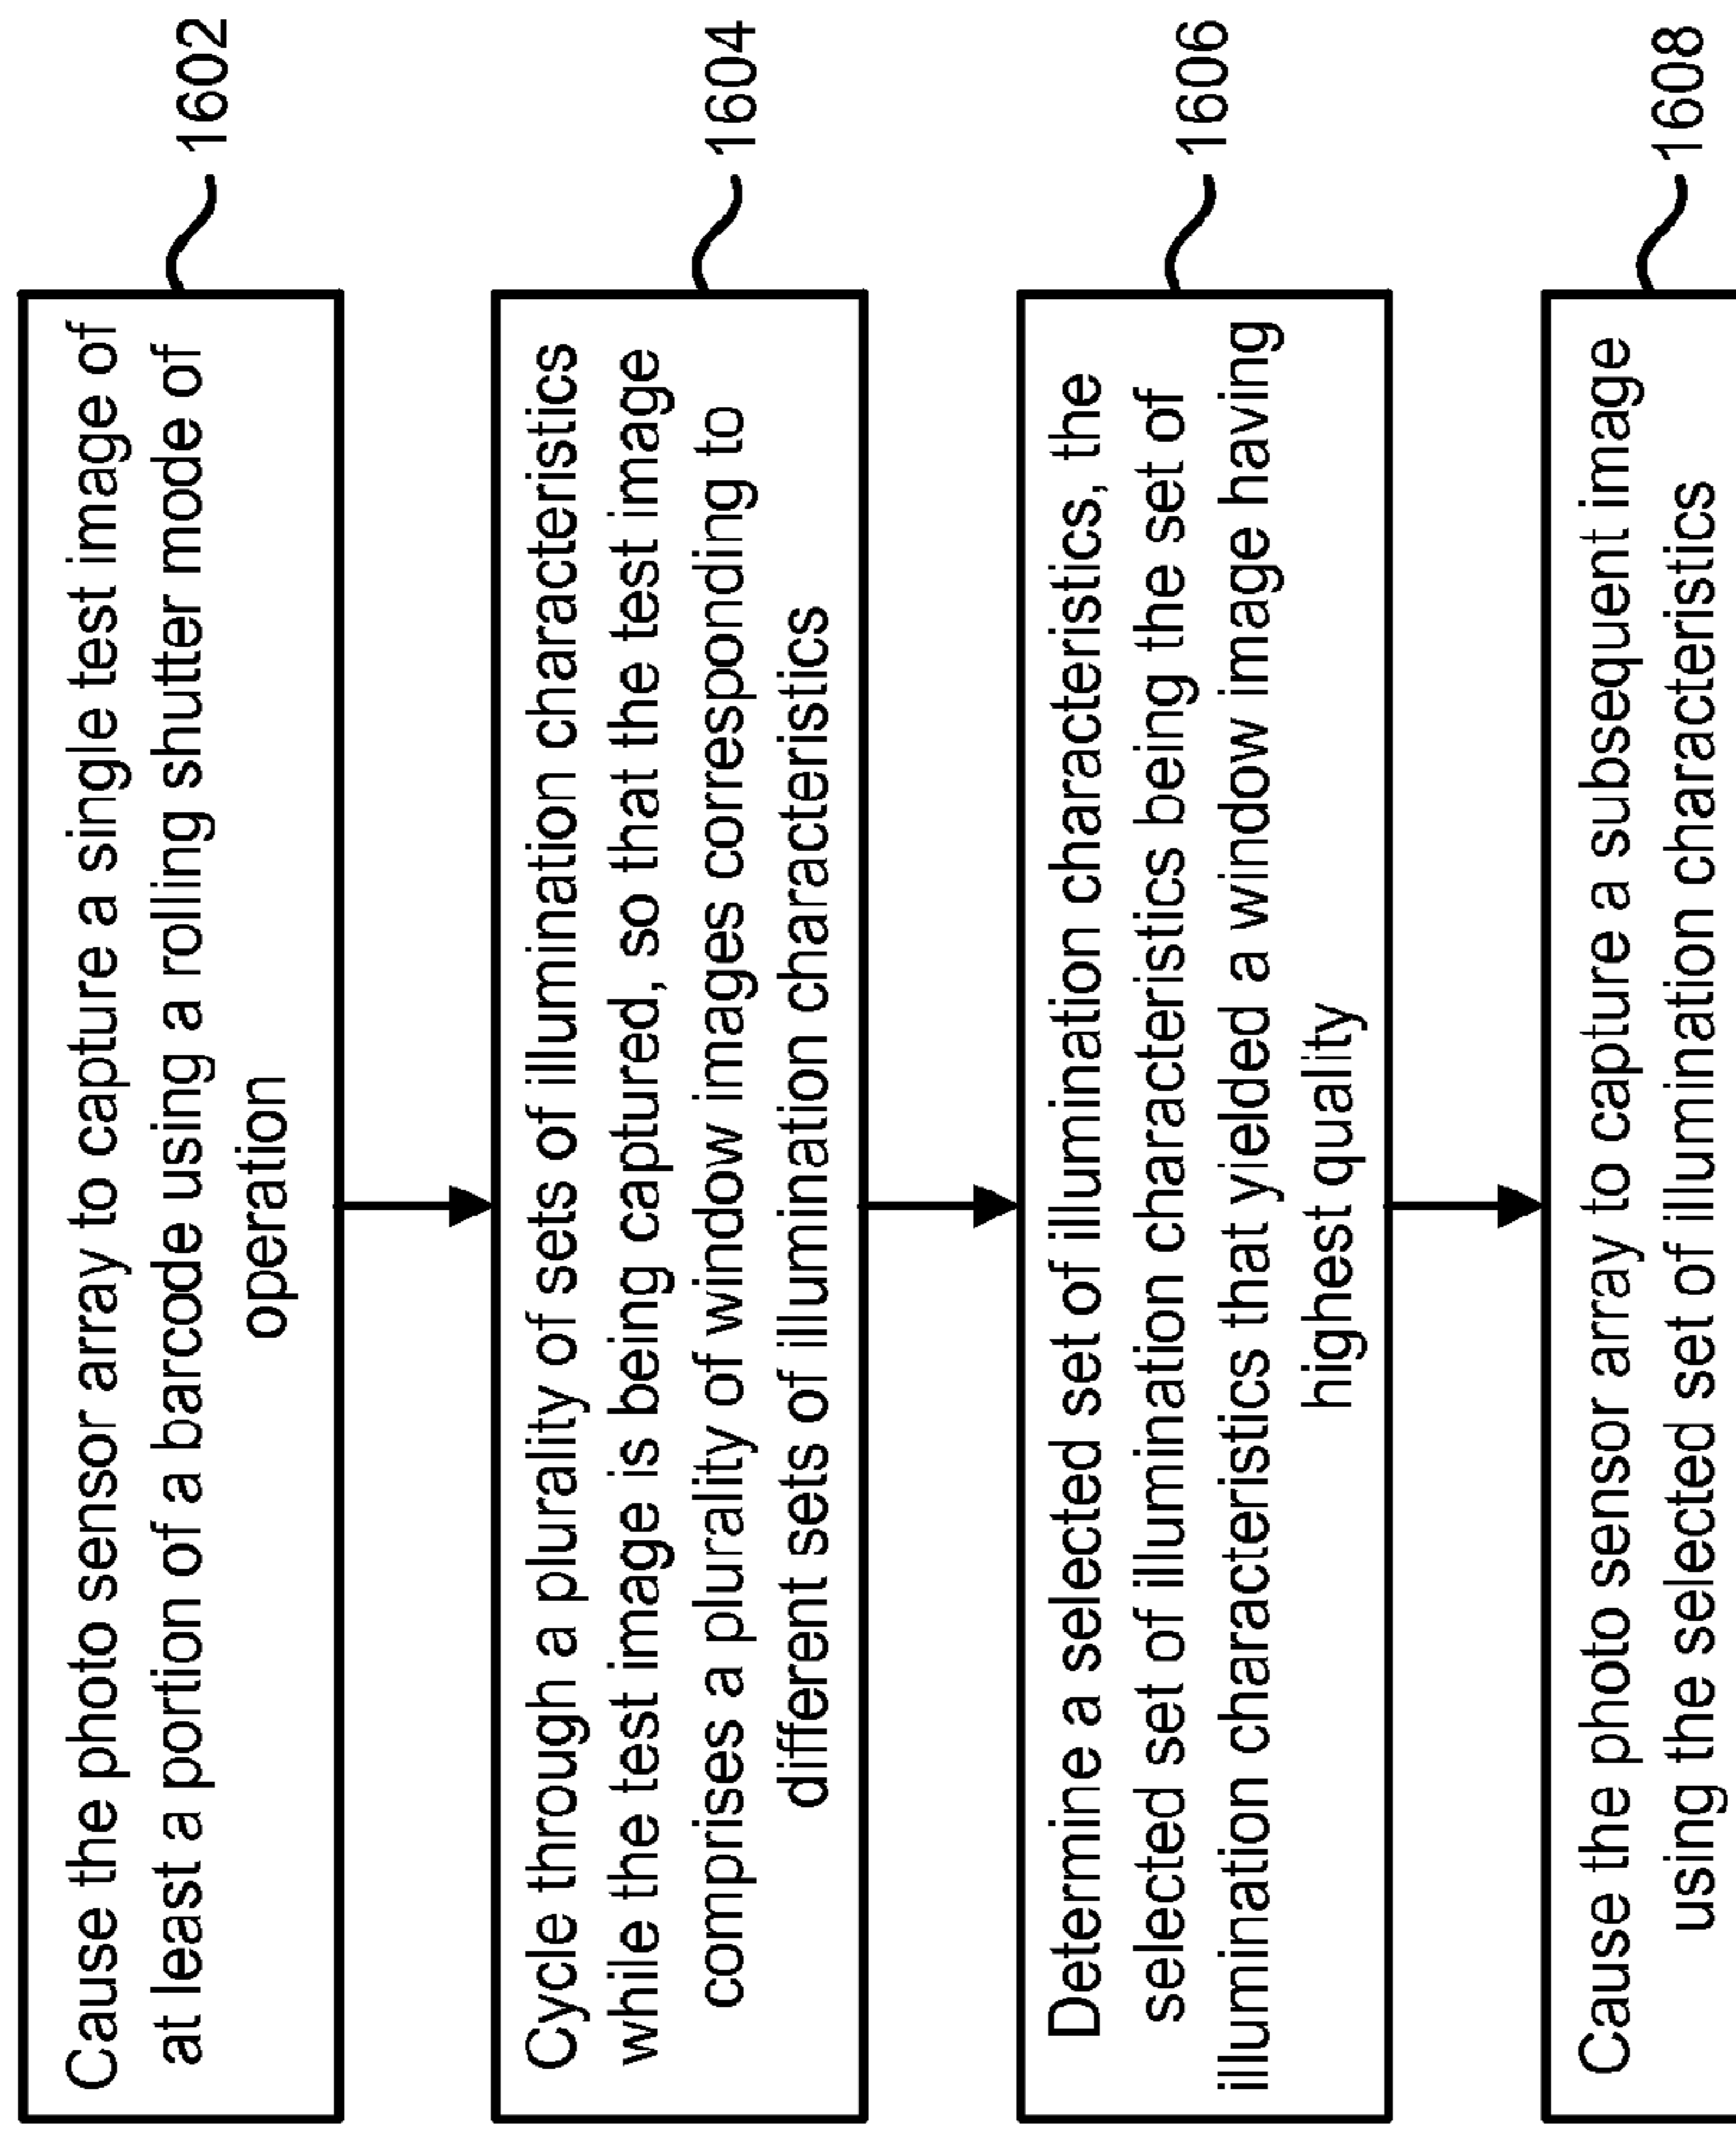 Cause the photo sensor array to capture a single test image of
at least a portion of a barcode using a rolling shutter mode of
operation
1602
Cycle through a plurality of sets of illumination characteristics
while the test image is being captured, so that the test image
comprises a plurality of window images corresponding to
different sets of illumination characteristics
1604
Determine a selected set of illumination characteristics, the
selected set of illumination characteristics being the set of
illumination characteristics that yielded a window image having
highest quality
1606
Cause the photo sensor array to capture a subsequent image
using the selected set of illumination characteristics
1608